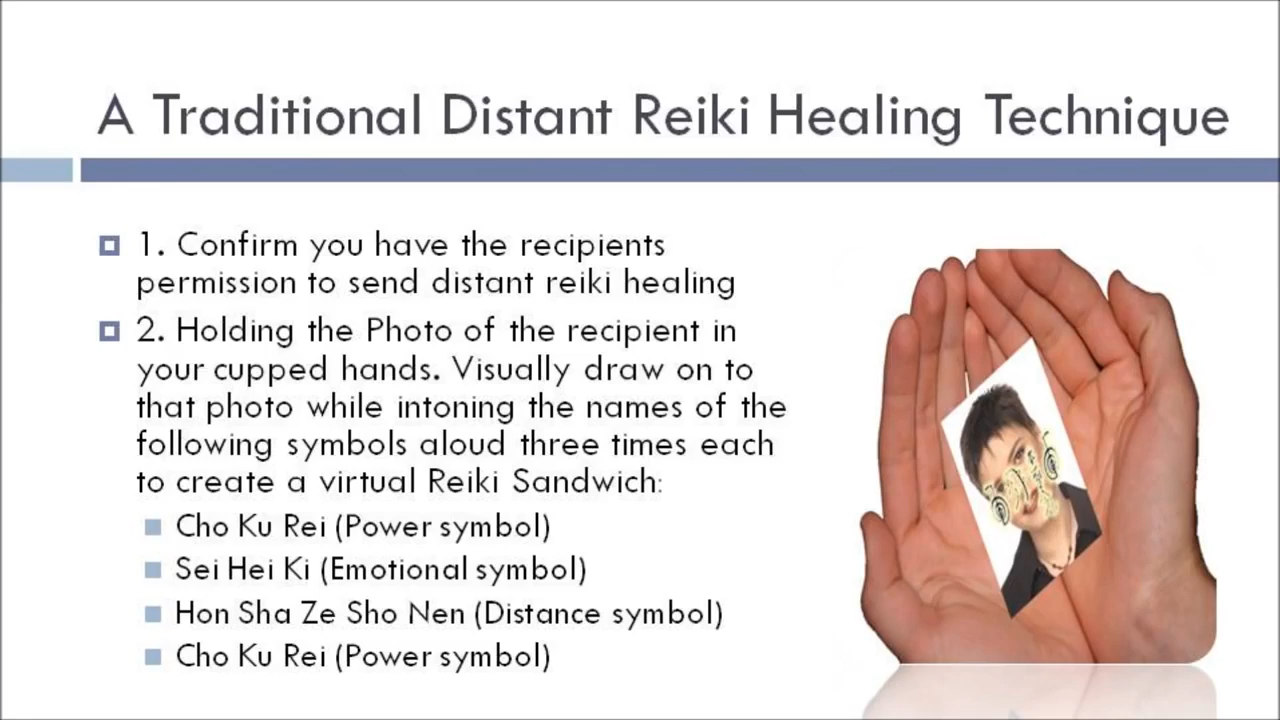 A Traditional Distant Reiki Healing Technique
1. Confirm you have the recipients
permission to send distant reiki healing
2. Holding the Photo of the recipient in
your cupped hands. Visually draw on to
that photo while intoning the names of the
following symbols aloud three times each
to create a virtual Reiki Sandwich:
Cho Ku Rei (Power symbol)
Sei Hei Ki (Emotional symbol)
Hon Sha Ze Sho Nen (Distance symbol)
Cho Ku Rei (Power symbol)